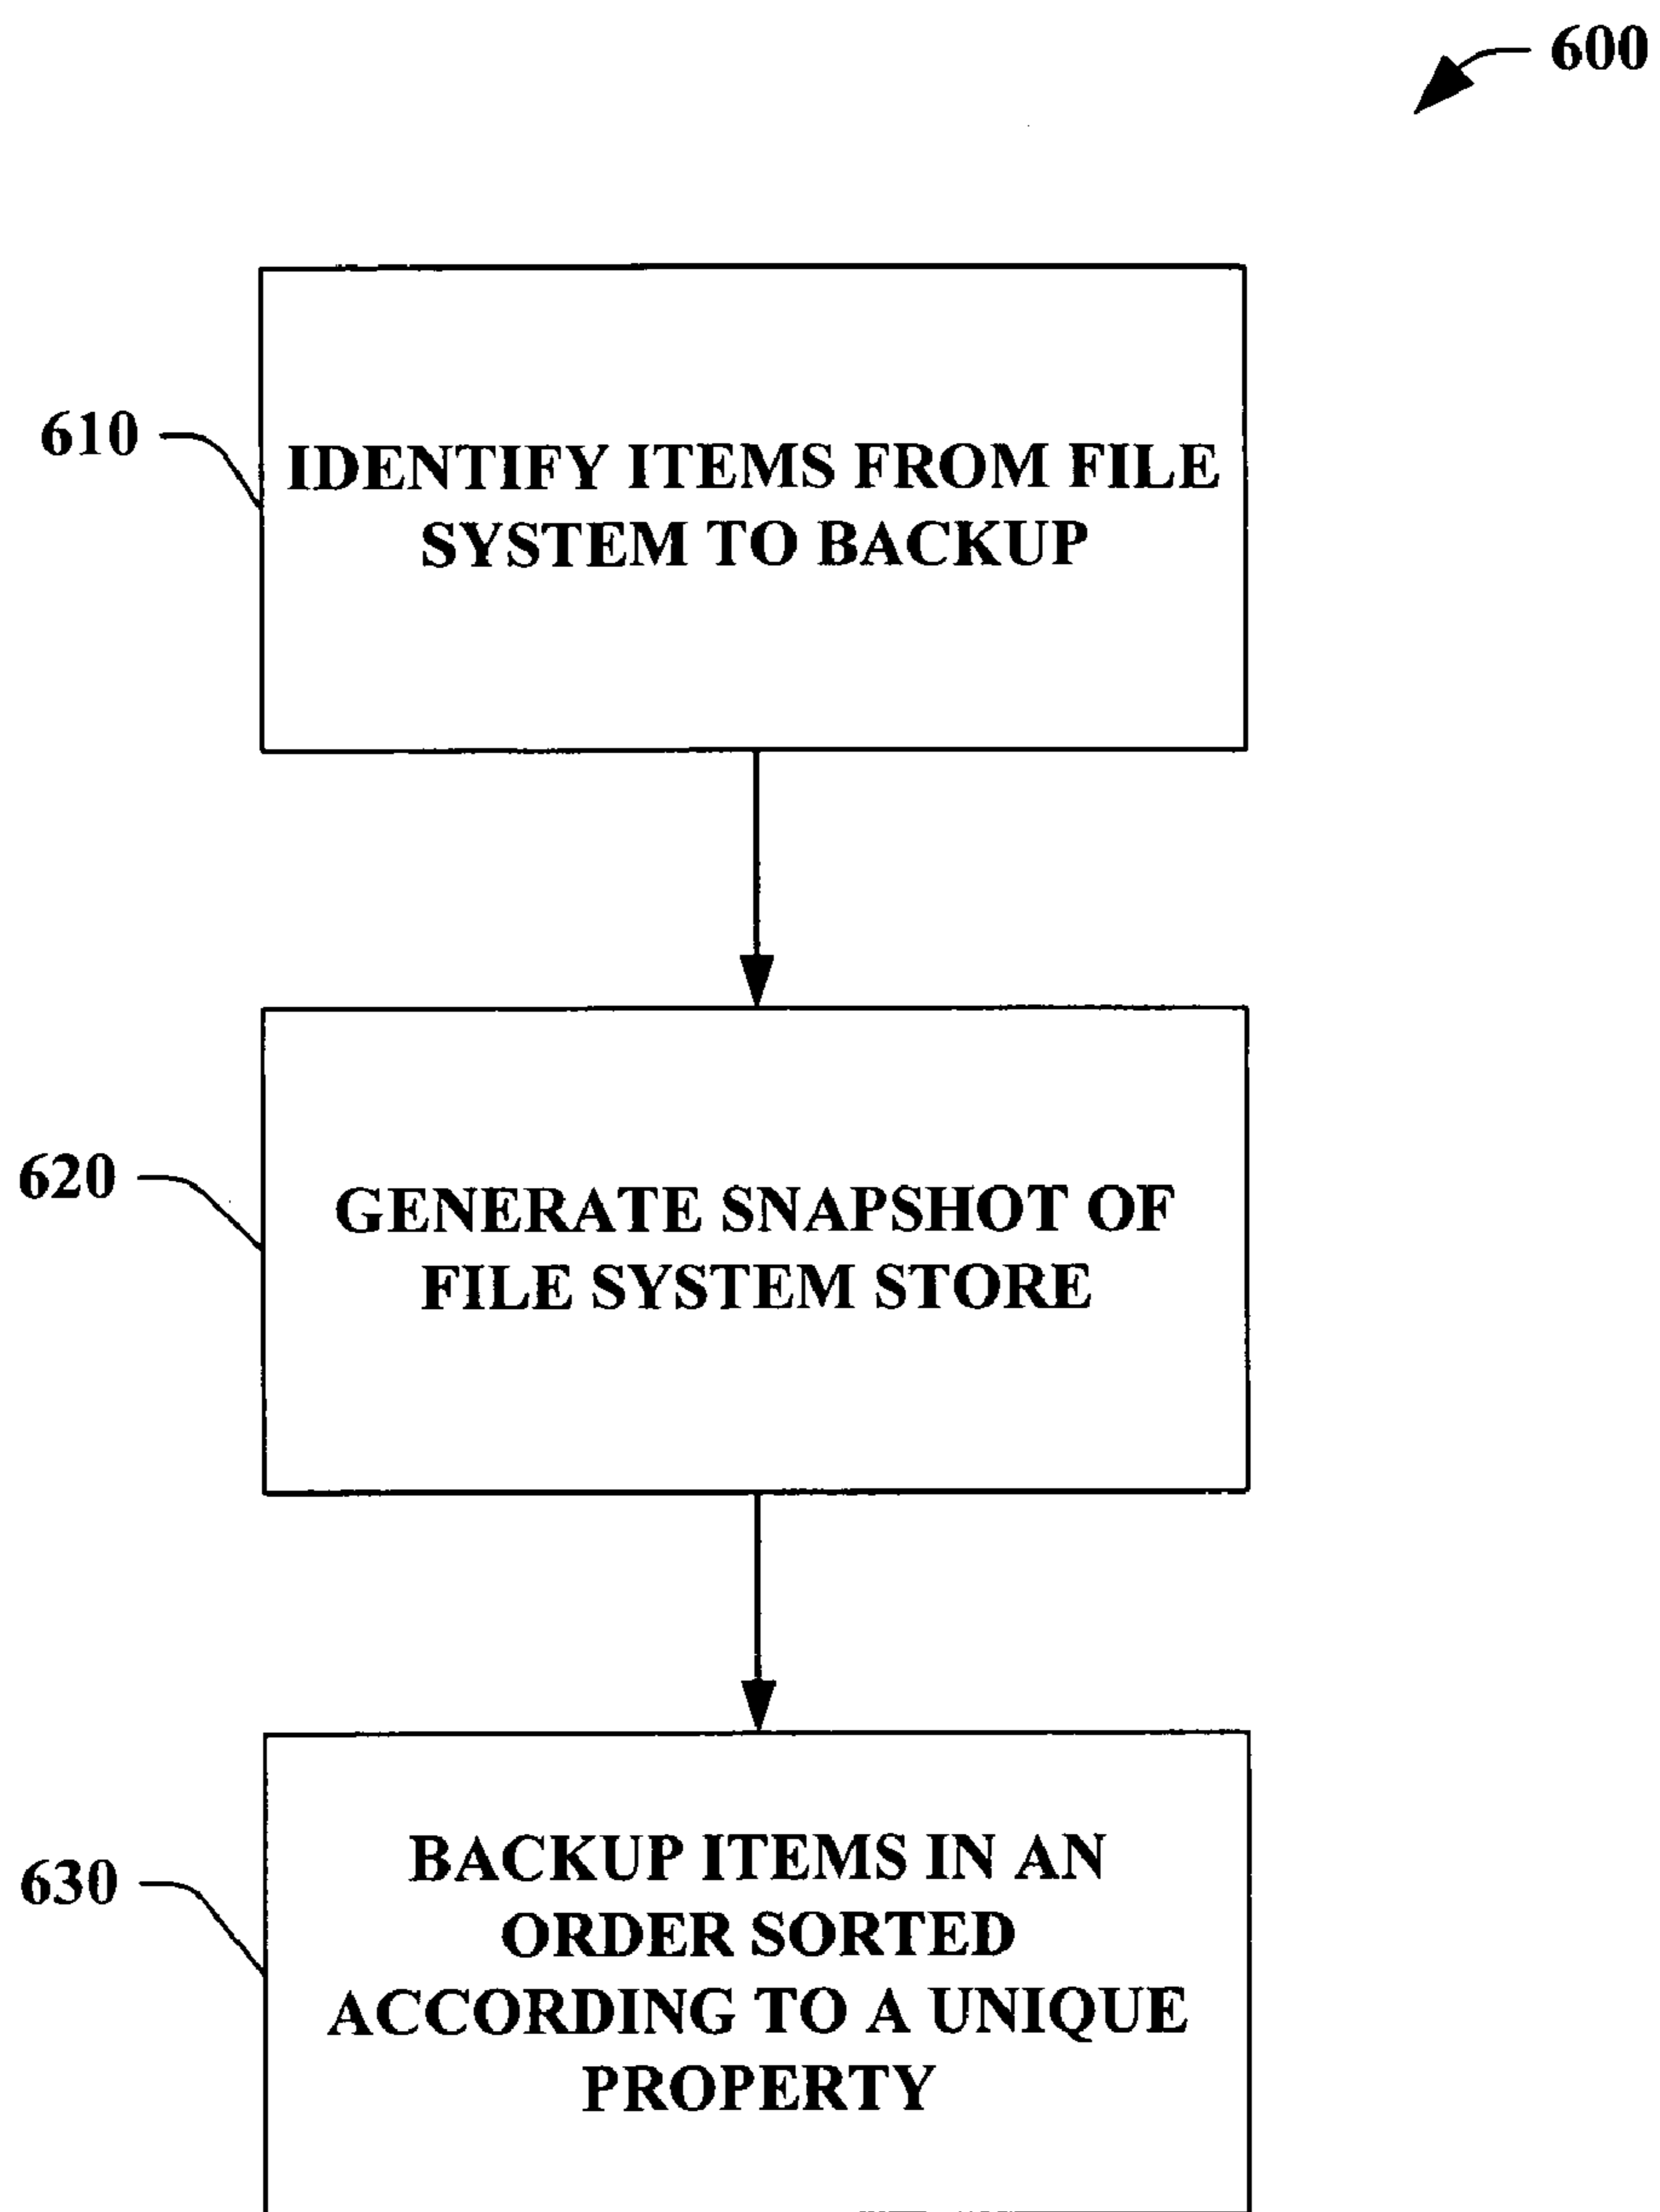 600
610
IDENTIFY ITEMS FROM FILE
SYSTEM TO BACKUP
620
GENERATE SNAPSHOT OF
FILE SYSTEM STORE
630
BACKUP ITEMS IN AN
ORDER SORTED
ACCORDING TO A UNIQUE
PROPERTY